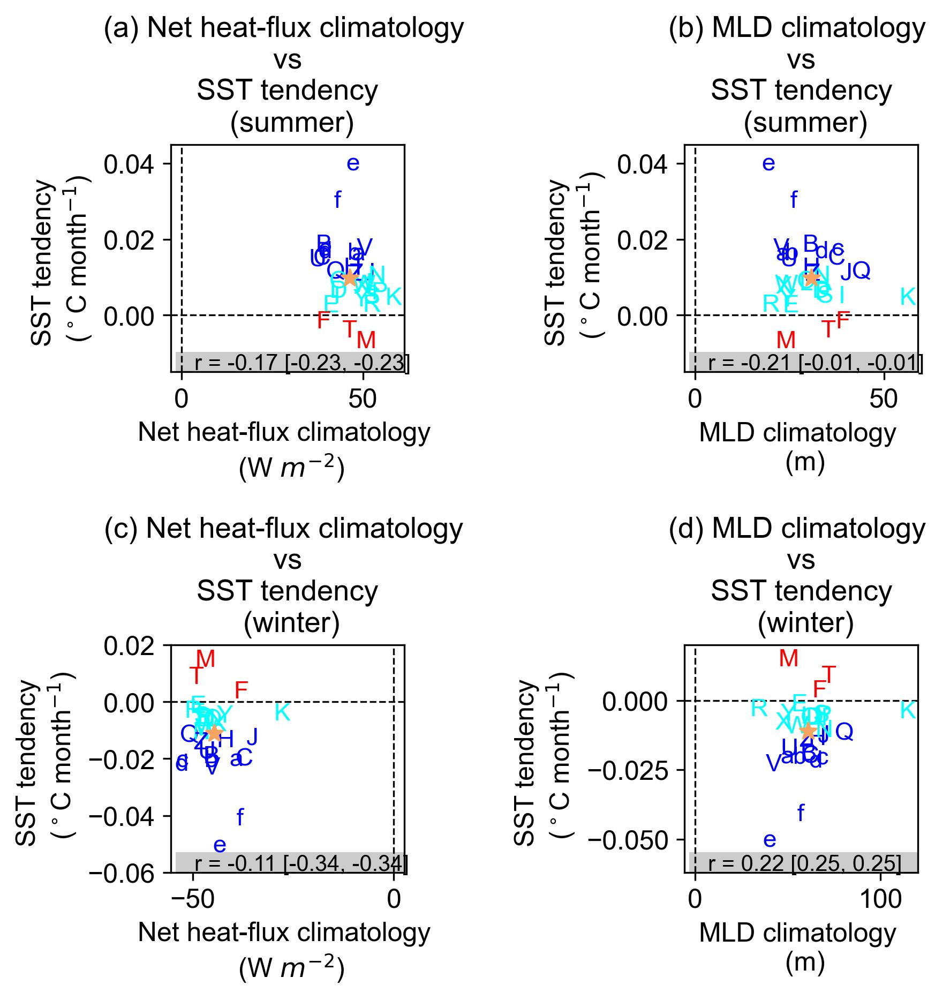 (a) Net heat-flux climatology
vs
SST tendency
(summer)
SST tendency
(°C month⁻¹)
0.04
0.02
0.00
e
f
B
V
K
F
T
M
r = -0.17 [-0.23, -0.23]
0
50
Net heat-flux climatology
(W m⁻²)
(b) MLD climatology
vs
SST tendency
(summer)
SST tendency
(°C month⁻¹)
0.04
0.02
0.00
e
f
V
B
d
c
a
b
U
C
J
Q
R
E
I
K
F
T
M
r = -0.21 [-0.01, -0.01]
0
50
MLD climatology
(m)
(c) Net heat-flux climatology
vs
SST tendency
(winter)
SST tendency
(°C month⁻¹)
0.02
0.00
−0.02
−0.04
−0.06
M
T
F
Y
K
Q
Z
H
J
c
d
B
V
a
C
f
e
r = -0.11 [-0.34, -0.34]
−50
0
Net heat-flux climatology
(W m⁻²)
(d) MLD climatology
vs
SST tendency
(winter)
SST tendency
(°C month⁻¹)
0.000
−0.025
−0.050
M
T
F
R
E
K
X
W
N
J
Q
U
V
a
b
c
d
f
e
r = 0.22 [0.25, 0.25]
0
100
MLD climatology
(m)